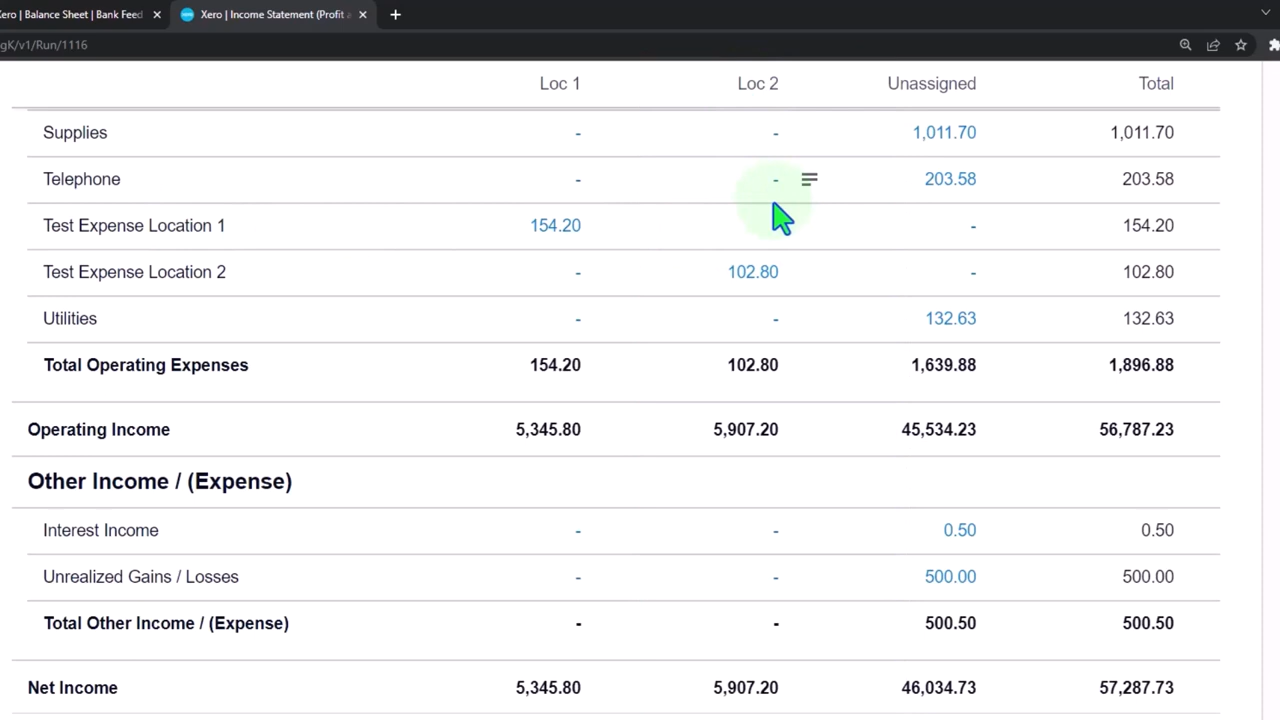 ero | Balance Sheet | Bank Feed
Xero | Income Statement (Profit a
gK/v1/Run/1116
Loc 1 Loc 2 Unassigned Total
Supplies - - 1,011.70 1,011.70
Telephone - - 203.58 203.58
Test Expense Location 1 154.20 - 154.20
Test Expense Location 2 - 102.80 - 102.80
Utilities - - 132.63 132.63
Total Operating Expenses 154.20 102.80 1,639.88 1,896.88
Operating Income 5,345.80 5,907.20 45,534.23 56,787.23
Other Income / (Expense)
Interest Income - - 0.50 0.50
Unrealized Gains / Losses - - 500.00 500.00
Total Other Income / (Expense) - - 500.50 500.50
Net Income 5,345.80 5,907.20 46,034.73 57,287.73